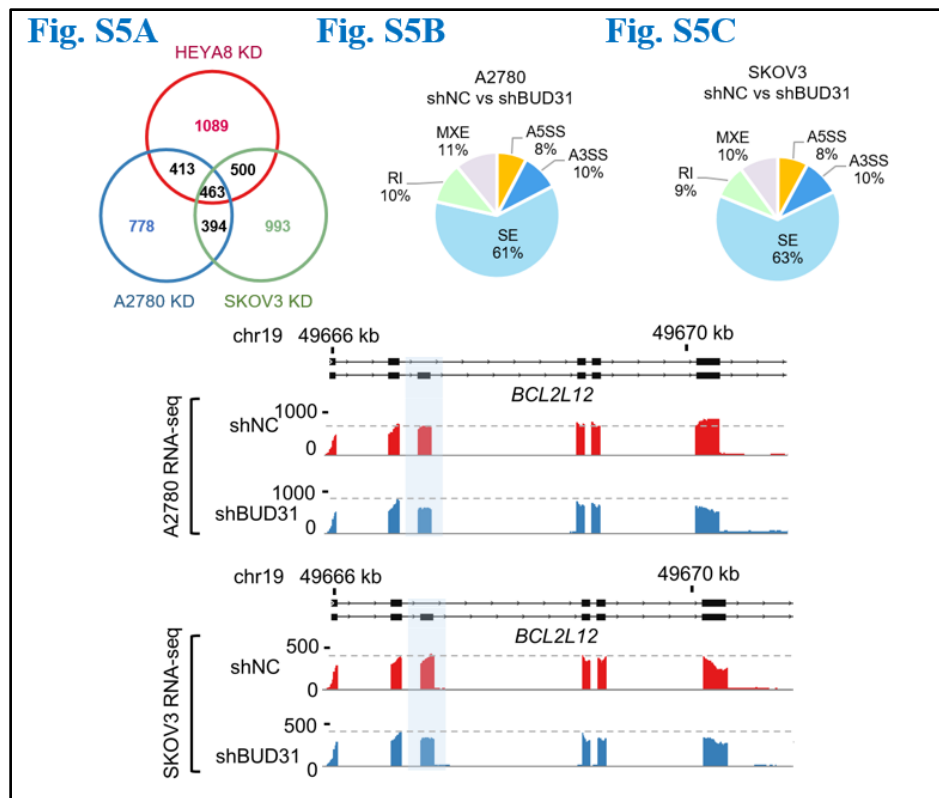 Fig. S5A
Fig. S5B
Fig. S5C
HEYA8 KD
1089
413
500
463
778
394
993
A2780 KD
SKOV3 KD
A2780
shNC vs shBUD31
MXE
11%
A5SS
8%
A3SS
10%
RI
10%
SE
61%
SKOV3
shNC vs shBUD31
MXE
10%
A5SS
8%
A3SS
10%
RI
9%
SE
63%
chr19 49666 kb 49670 kb
BCL2L12
A2780 RNA-seq
shNC
1000
0
shBUD31
1000
0
chr19 49666 kb 49670 kb
BCL2L12
SKOV3 RNA-seq
shNC
500
0
shBUD31
500
0